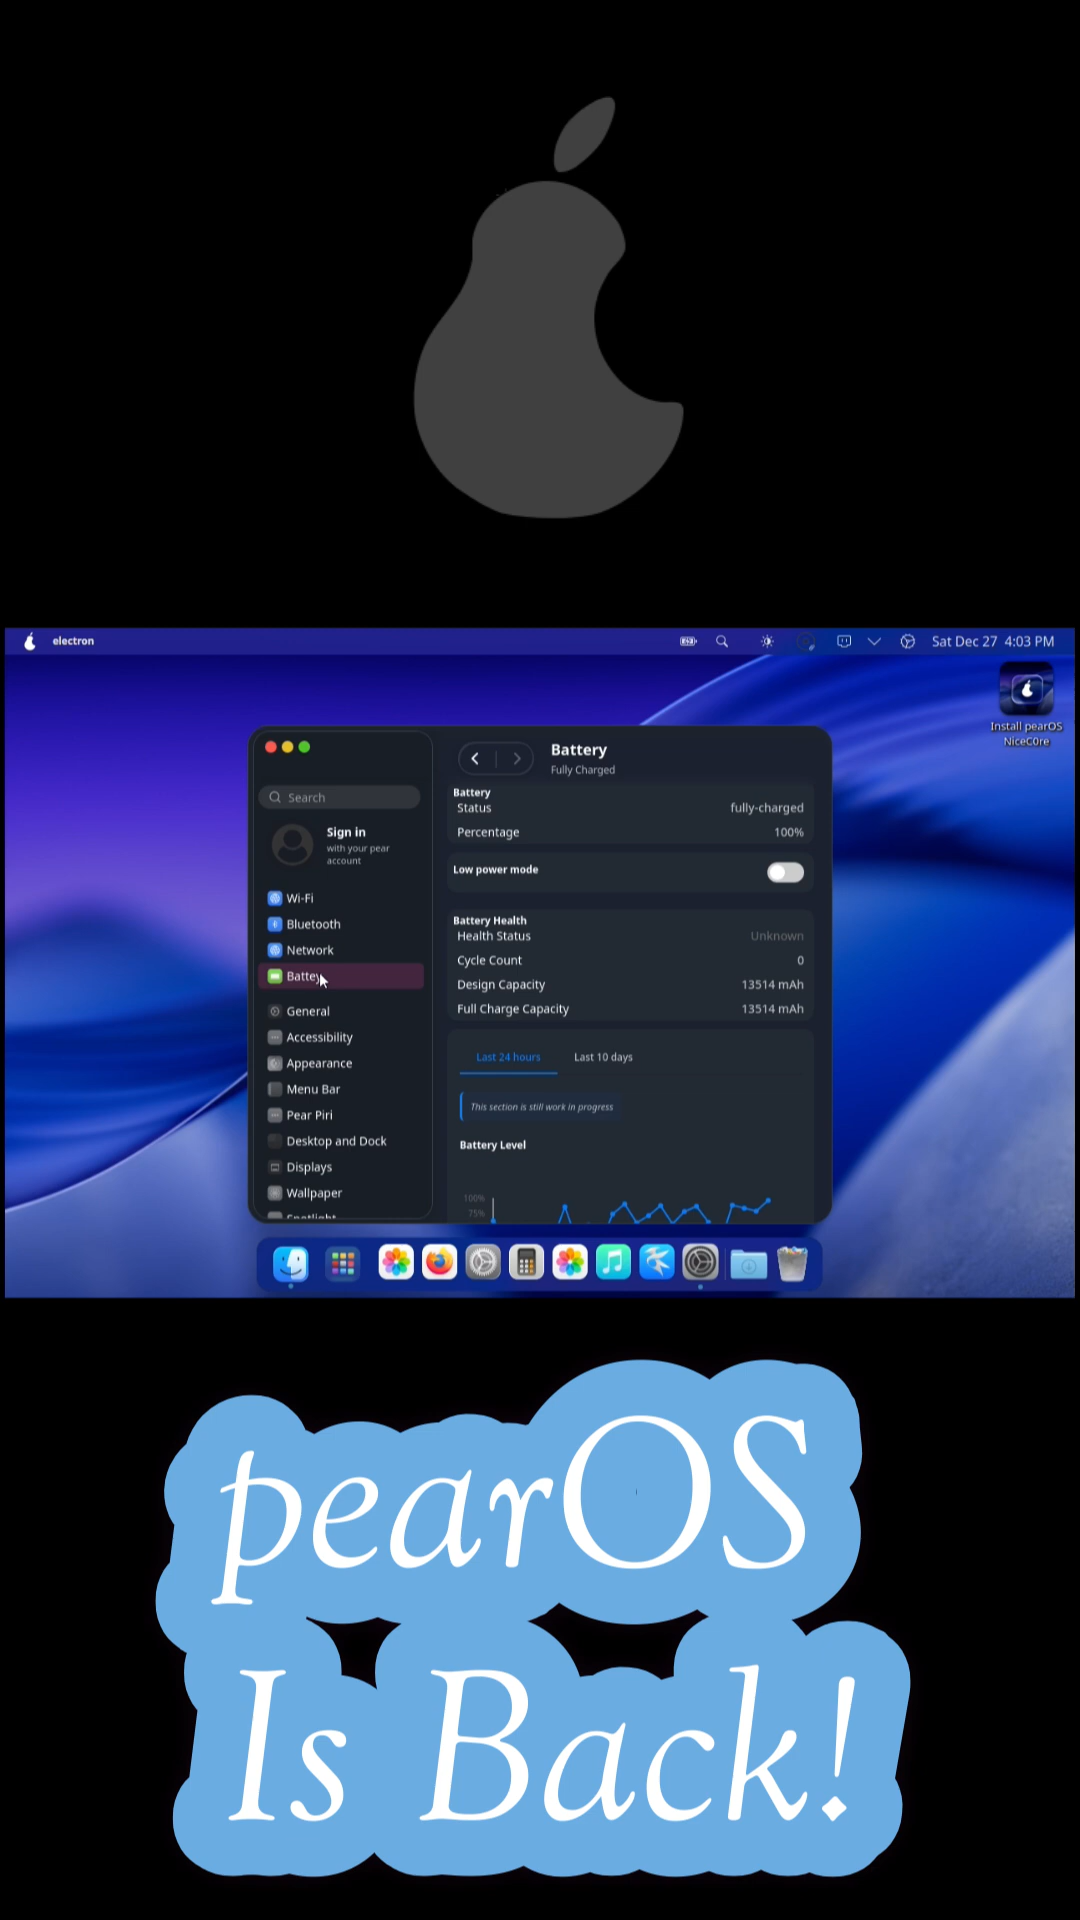 electron
Sat Dec 27 4:03 PM
Install pearOS
NiceC0re
Search
Sign in
with your pear
account
Wi-Fi
Bluetooth
Network
Battery
General
Accessibility
Appearance
Menu Bar
Pear Piri
Desktop and Dock
Displays
Wallpaper
Spotlight
Battery
Fully Charged
Battery
Status fully-charged
Percentage 100%
Low power mode
Battery Health
Health Status Unknown
Cycle Count 0
Design Capacity 13514 mAh
Full Charge Capacity 13514 mAh
Last 24 hours Last 10 days
This section is still work in progress
Battery Level
100%
75%
pearOS
Is Back!